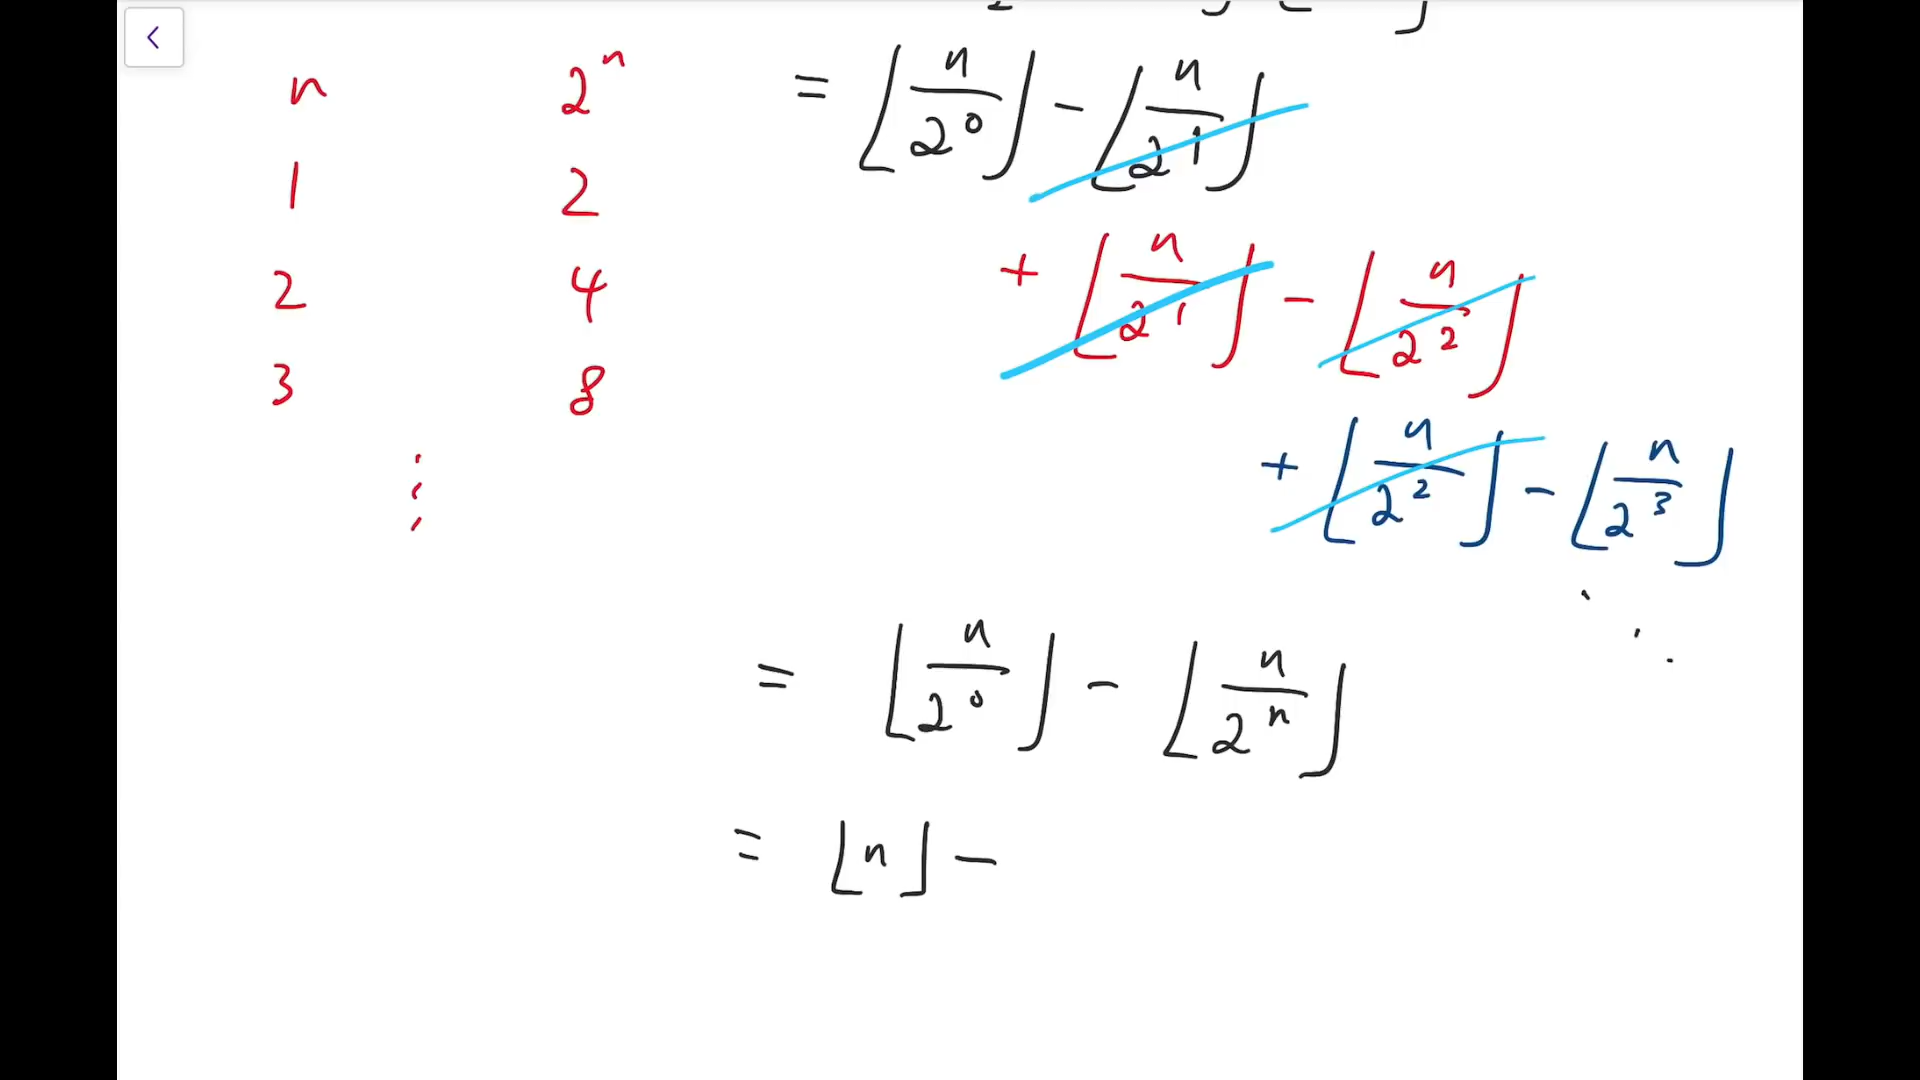 n 2^n
1 2
2 4
3 8
⋮
= ⌊n/2^0⌋ - ⌊n/2^1⌋
+ ⌊n/2^1⌋ - ⌊n/2^2⌋
+ ⌊n/2^2⌋ - ⌊n/2^3⌋
⋱
= ⌊n/2^0⌋ - ⌊n/2^n⌋
= ⌊n⌋ -